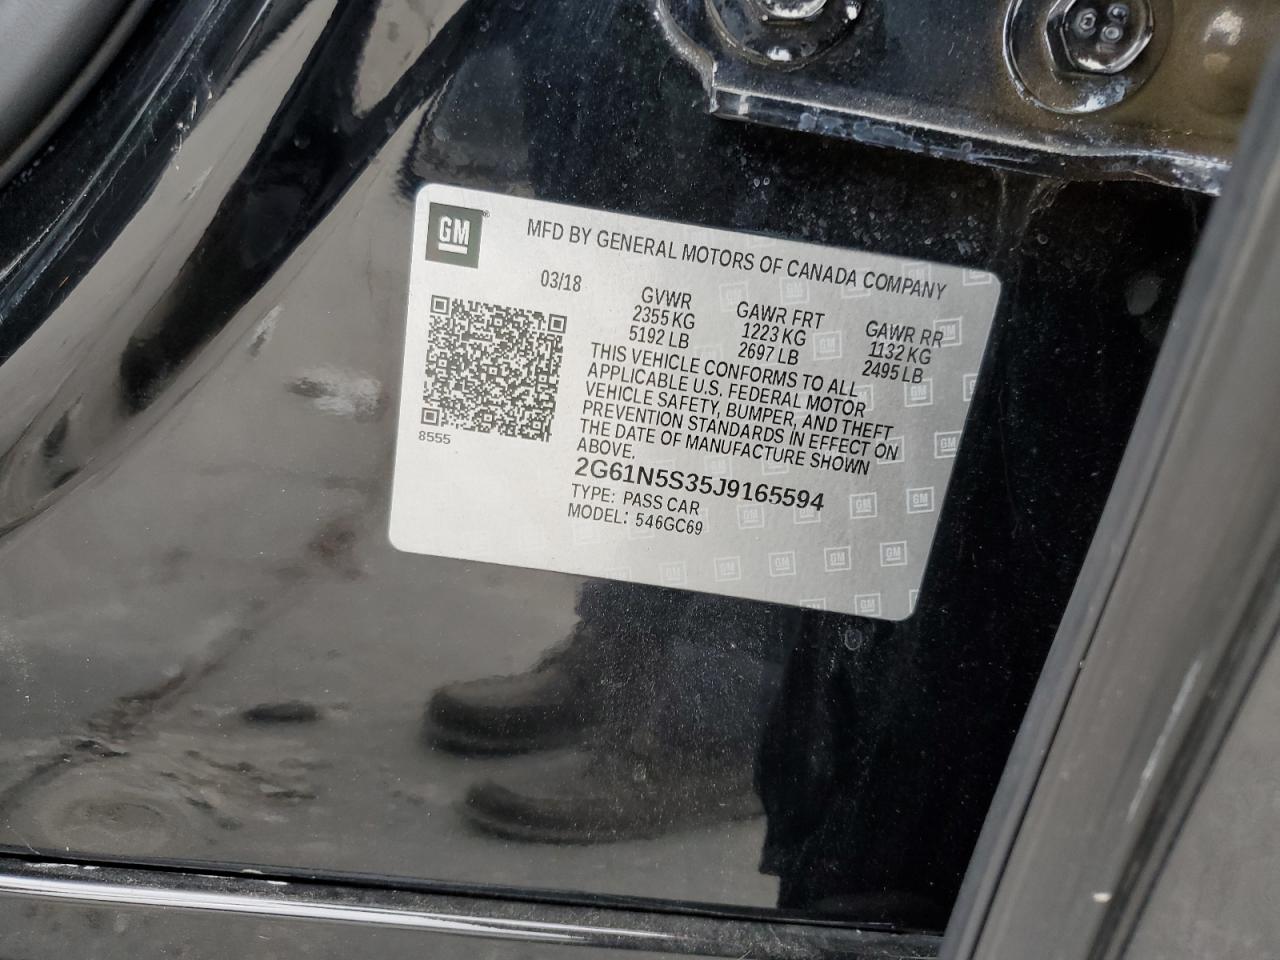 GM
MFD BY GENERAL MOTORS OF CANADA COMPANY
03/18
GVWR
2355 KG
5192 LB
GAWR FRT
1223 KG
2697 LB
GAWR RR
1132 KG
2495 LB
THIS VEHICLE CONFORMS TO ALL
APPLICABLE U.S. FEDERAL MOTOR
VEHICLE SAFETY, BUMPER, AND THEFT
PREVENTION STANDARDS IN EFFECT ON
THE DATE OF MANUFACTURE SHOWN
ABOVE.
8555
2G61N5S35J9165594
TYPE: PASS CAR
MODEL: 546GC69